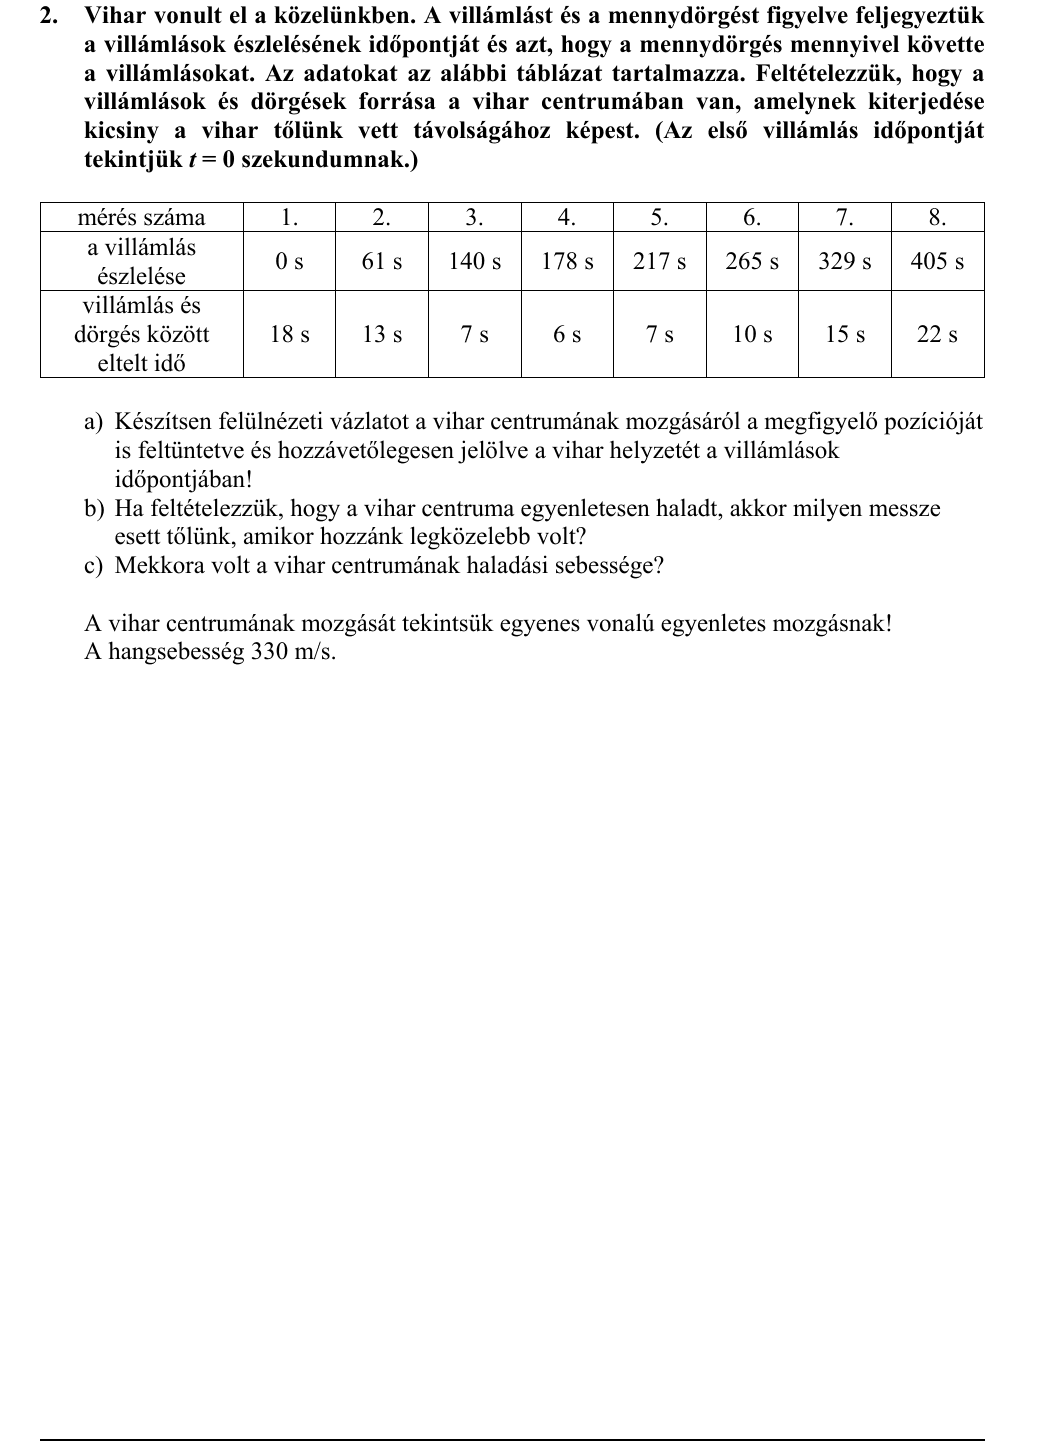 2. Vihar vonult el a közelünkben. A villámlást és a mennydörgést figyelve feljegyeztük
a villámlások észlelésének időpontját és azt, hogy a mennydörgés mennyivel követte
a villámlásokat. Az adatokat az alábbi táblázat tartalmazza. Feltételezzük, hogy a
villámlások és dörgések forrása a vihar centrumában van, amelynek kiterjedése
kicsiny a vihar tőlünk vett távolságához képest. (Az első villámlás időpontját
tekintjük t = 0 szekundumnak.)
mérés száma 1. 2. 3. 4. 5. 6. 7. 8.
a villámlás
észlelése 0 s 61 s 140 s 178 s 217 s 265 s 329 s 405 s
villámlás és
dörgés között 18 s 13 s 7 s 6 s 7 s 10 s 15 s 22 s
eltelt idő
a) Készítsen felülnézeti vázlatot a vihar centrumának mozgásáról a megfigyelő pozícióját
is feltüntetve és hozzávetőlegesen jelölve a vihar helyzetét a villámlások
időpontjában!
b) Ha feltételezzük, hogy a vihar centruma egyenletesen haladt, akkor milyen messze
esett tőlünk, amikor hozzánk legközelebb volt?
c) Mekkora volt a vihar centrumának haladási sebessége?
A vihar centrumának mozgását tekintsük egyenes vonalú egyenletes mozgásnak!
A hangsebesség 330 m/s.